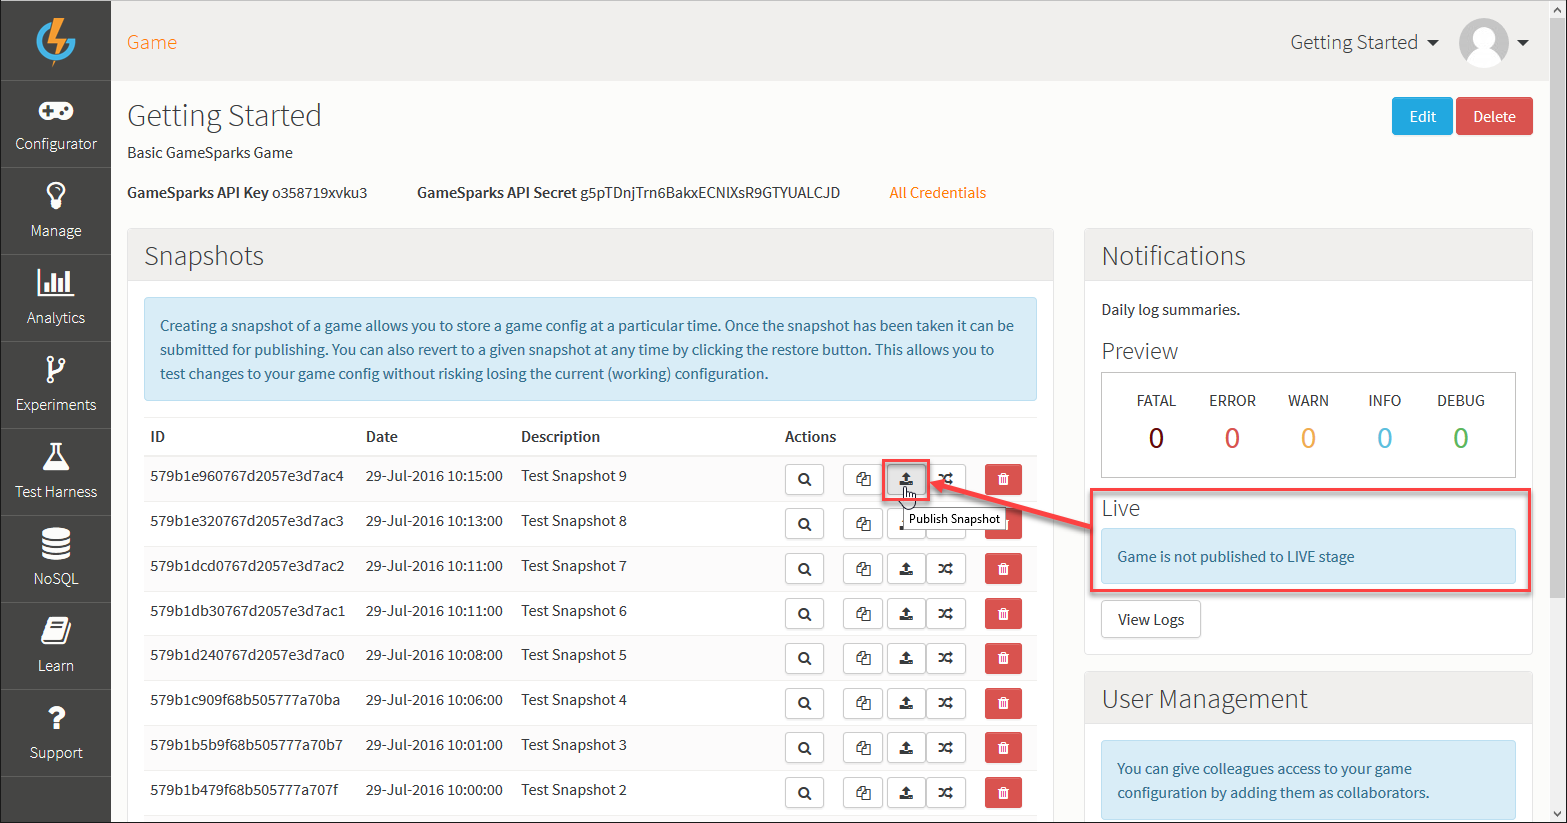 Game
Getting Started
Configurator
Manage
Analytics
Experiments
Test Harness
NoSQL
Learn
Support
Getting Started
Edit
Delete
Basic GameSparks Game
GameSparks API Key o358719xvku3
GameSparks API Secret g5pTDnjTrn6BakxECNIXsR9GTYUALCJD
All Credentials
Snapshots
Creating a snapshot of a game allows you to store a game config at a particular time. Once the snapshot has been taken it can be
submitted for publishing. You can also revert to a given snapshot at any time by clicking the restore button. This allows you to
test changes to your game config without risking losing the current (working) configuration.
ID Date Description Actions
579b1e960767d2057e3d7ac4 29-Jul-2016 10:15:00 Test Snapshot 9
Publish Snapshot
579b1e320767d2057e3d7ac3 29-Jul-2016 10:13:00 Test Snapshot 8
579b1dcd0767d2057e3d7ac2 29-Jul-2016 10:11:00 Test Snapshot 7
579b1db30767d2057e3d7ac1 29-Jul-2016 10:11:00 Test Snapshot 6
579b1d240767d2057e3d7ac0 29-Jul-2016 10:08:00 Test Snapshot 5
579b1c909f68b505777a70ba 29-Jul-2016 10:06:00 Test Snapshot 4
579b1b5b9f68b505777a70b7 29-Jul-2016 10:01:00 Test Snapshot 3
579b1b479f68b505777a707f 29-Jul-2016 10:00:00 Test Snapshot 2
Notifications
Daily log summaries.
Preview
FATAL ERROR WARN INFO DEBUG
0 0 0 0 0
Live
Game is not published to LIVE stage
View Logs
User Management
You can give colleagues access to your game
configuration by adding them as collaborators.